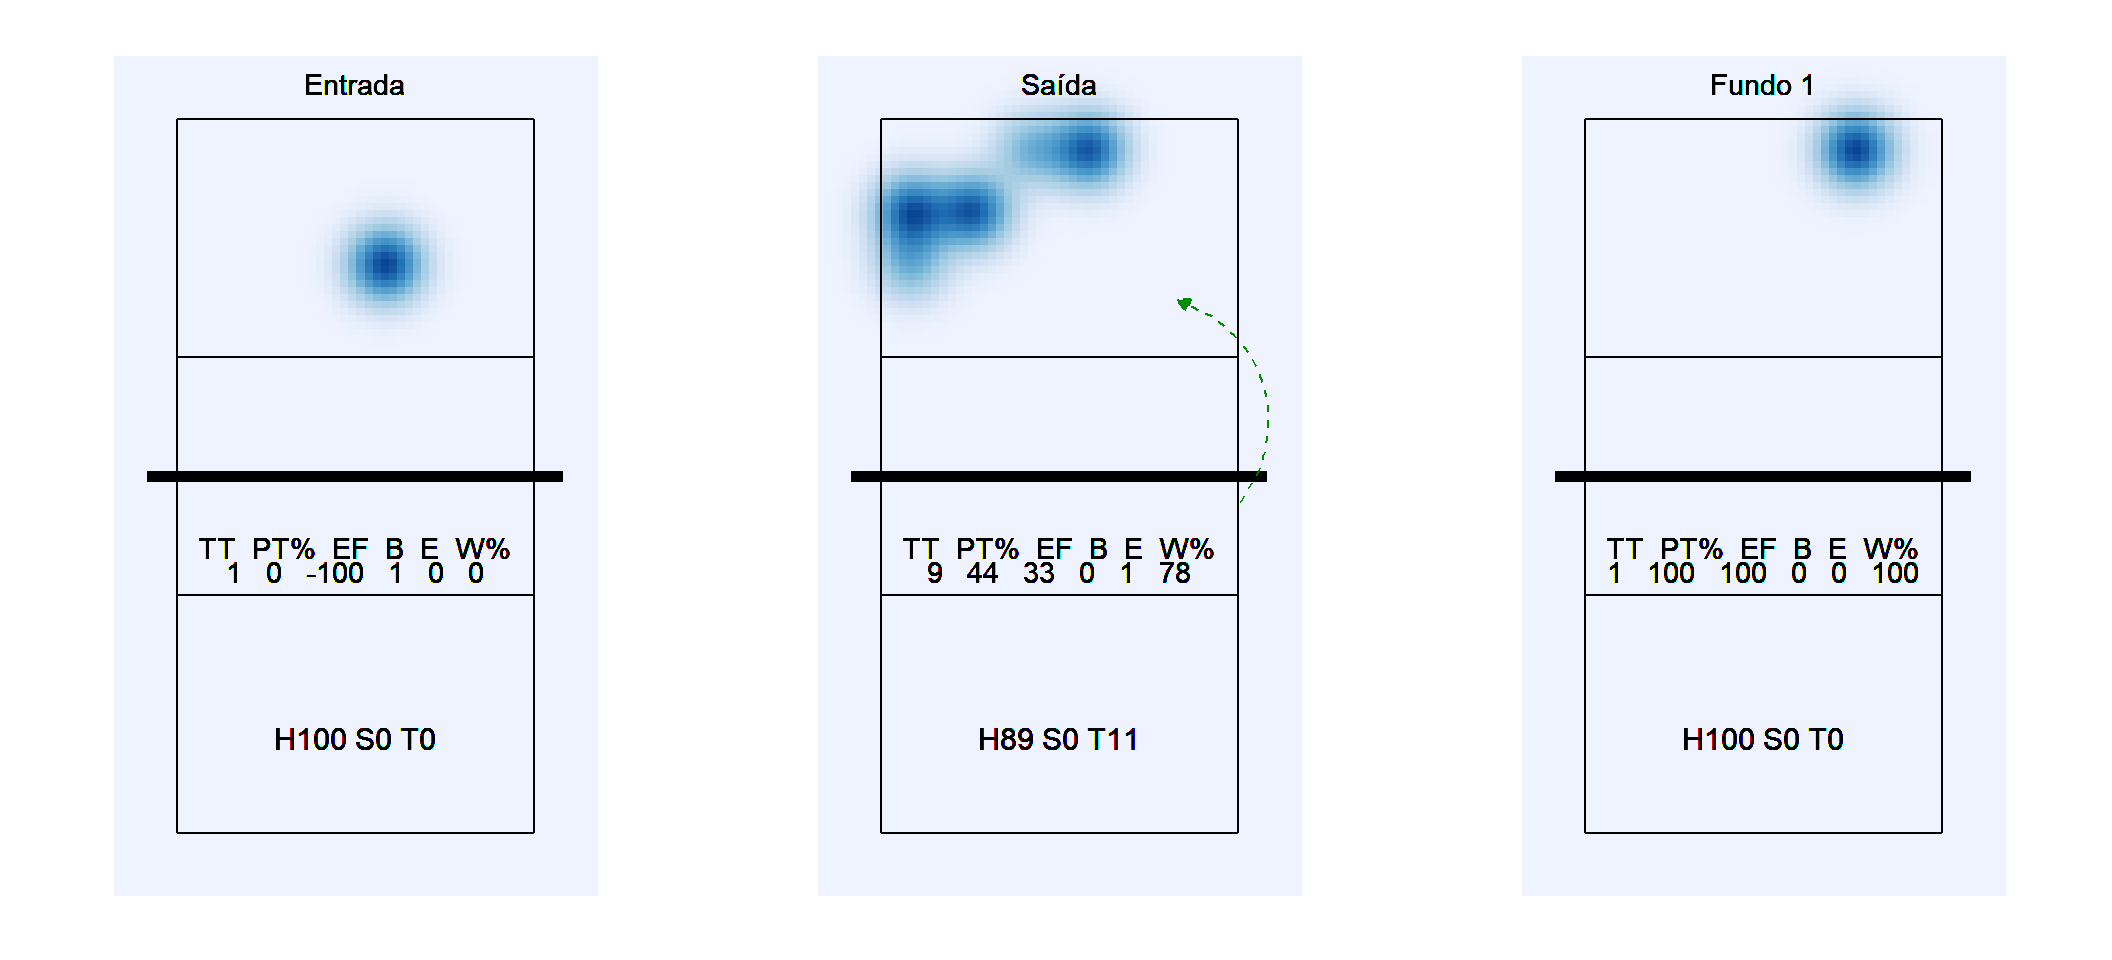 Entrada
TT PT% EF B E W%
1 0 -100 1 0 0
H100 S0 T0
Saída
TT PT% EF B E W%
9 44 33 0 1 78
H89 S0 T11
Fundo 1
TT PT% EF B E W%
1 100 100 0 0 100
H100 S0 T0